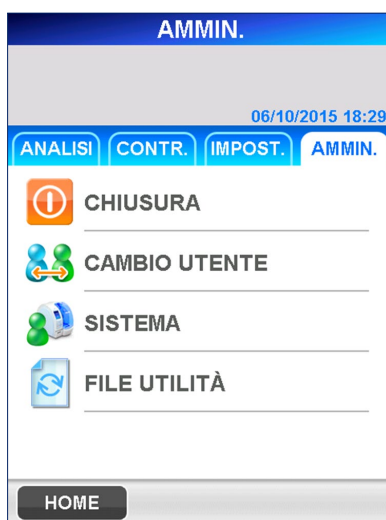 AMMIN.
06/10/2015 18:29
ANALISI CONTR. IMPOST. AMMIN.
CHIUSURA
CAMBIO UTENTE
SISTEMA
FILE UTILITÀ
HOME